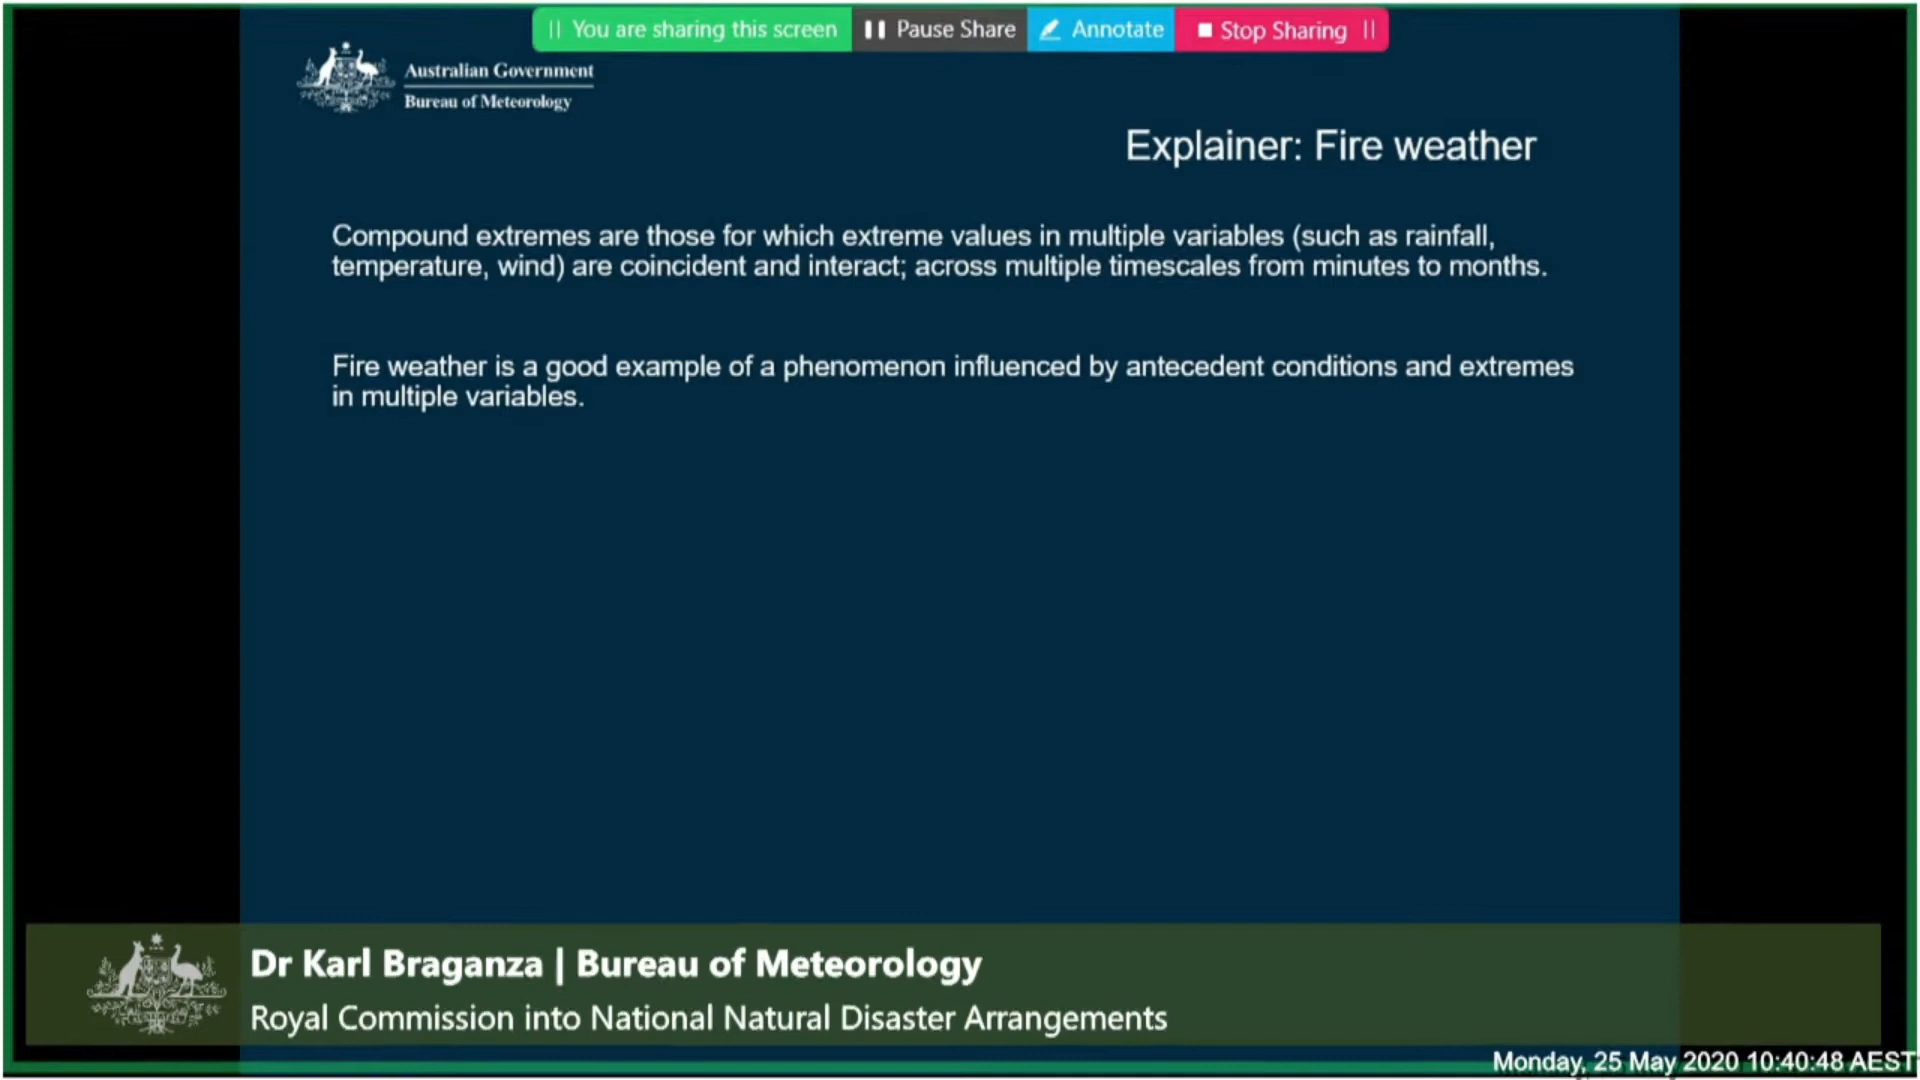 You are sharing this screen Pause Share Annotate Stop Sharing
Australian Government
Bureau of Meteorology
Explainer: Fire weather
Compound extremes are those for which extreme values in multiple variables (such as rainfall,
temperature, wind) are coincident and interact; across multiple timescales from minutes to months.
Fire weather is a good example of a phenomenon influenced by antecedent conditions and extremes
in multiple variables.
Dr Karl Braganza | Bureau of Meteorology
Royal Commission into National Natural Disaster Arrangements
Monday, 25 May 2020 10:40:48 AEST